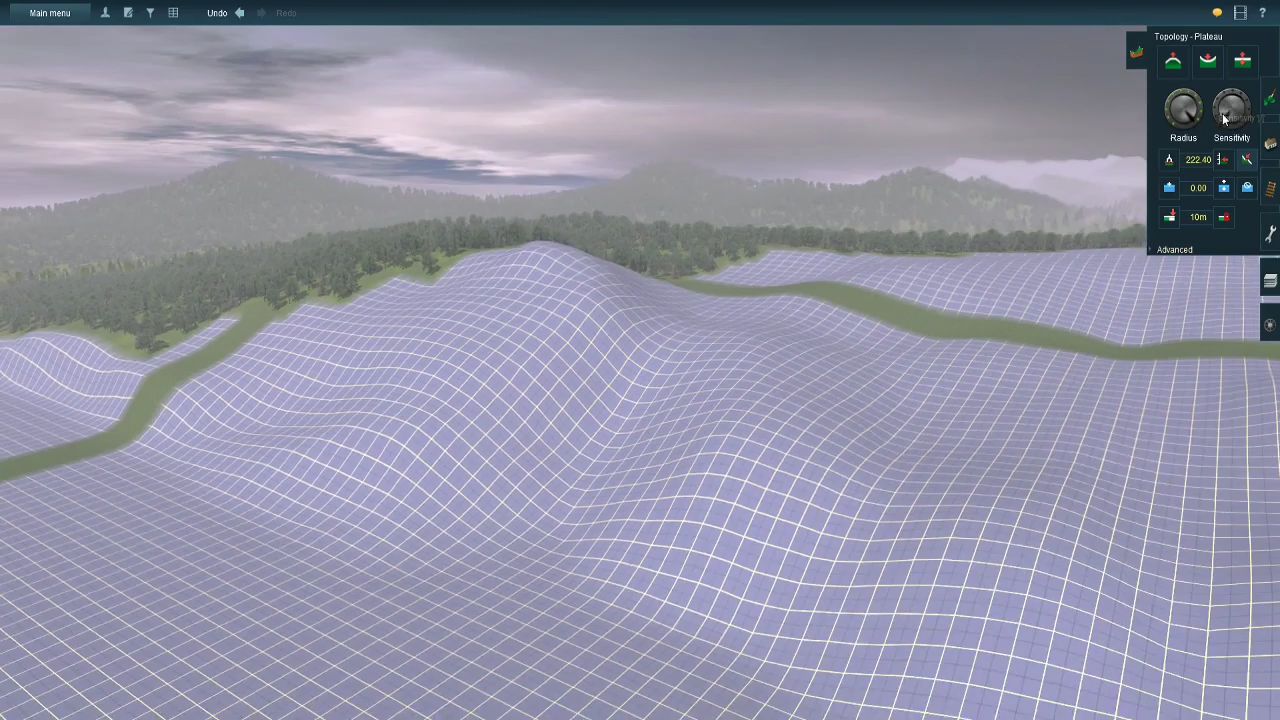 Main menu
Undo
Redo
?
Topology - Plateau
Radius
Sensitivity
222.40
0.00
10m
Advanced